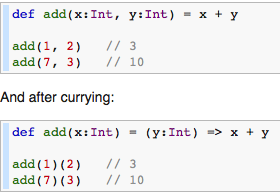 def add(x:Int, y:Int) = x + y
add(1, 2)   // 3
add(7, 3)   // 10
And after currying:
def add(x:Int) = (y:Int) => x + y
add(1)(2)   // 3
add(7)(3)   // 10